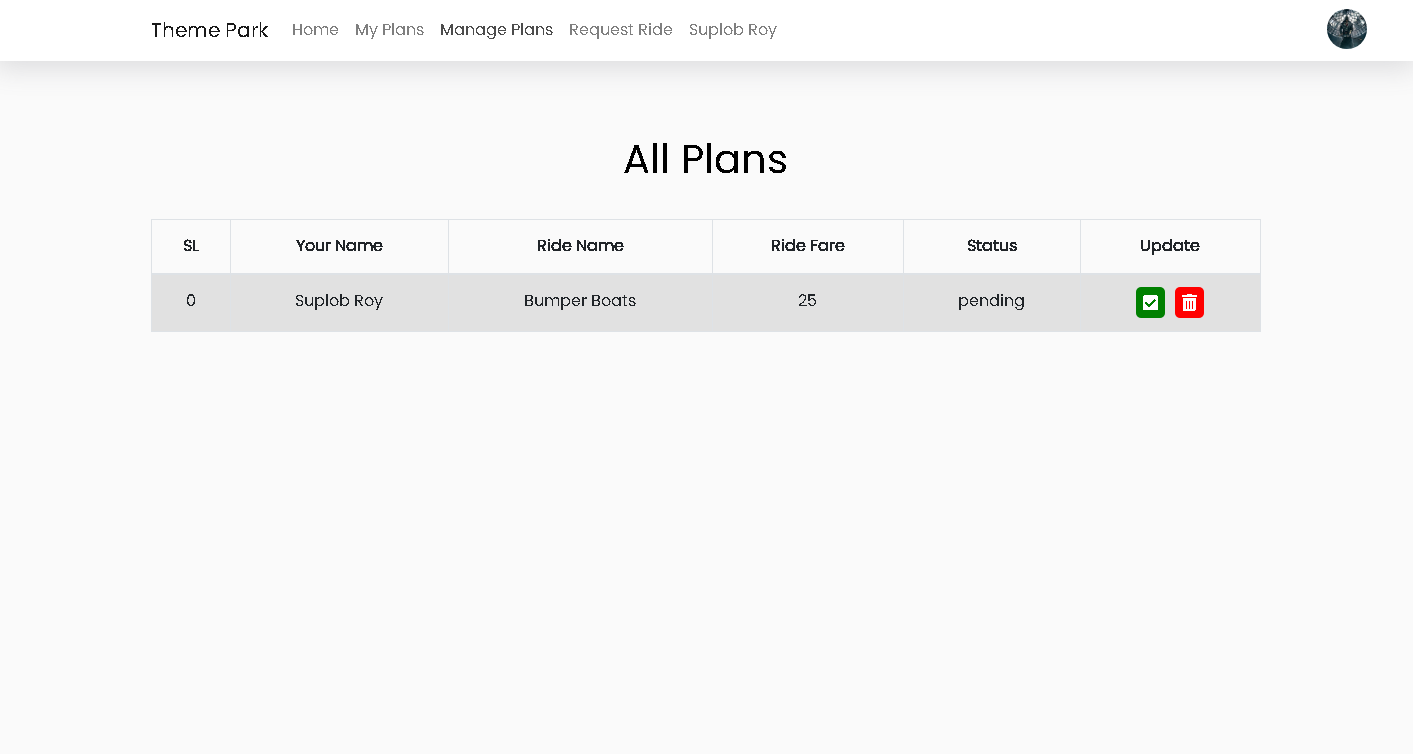 Theme Park Home My Plans Manage Plans Request Ride Suplob Roy
All Plans
SL Your Name Ride Name Ride Fare Status Update
0 Suplob Roy Bumper Boats 25 pending